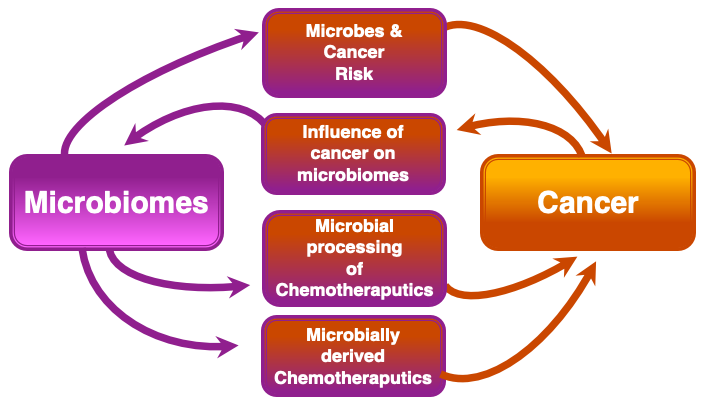 Microbes &
Cancer
Risk
Influence of
cancer on
microbiomes
Microbiomes
Cancer
Microbial
processing
of
Chemotheraputics
Microbially
derived
Chemotheraputics